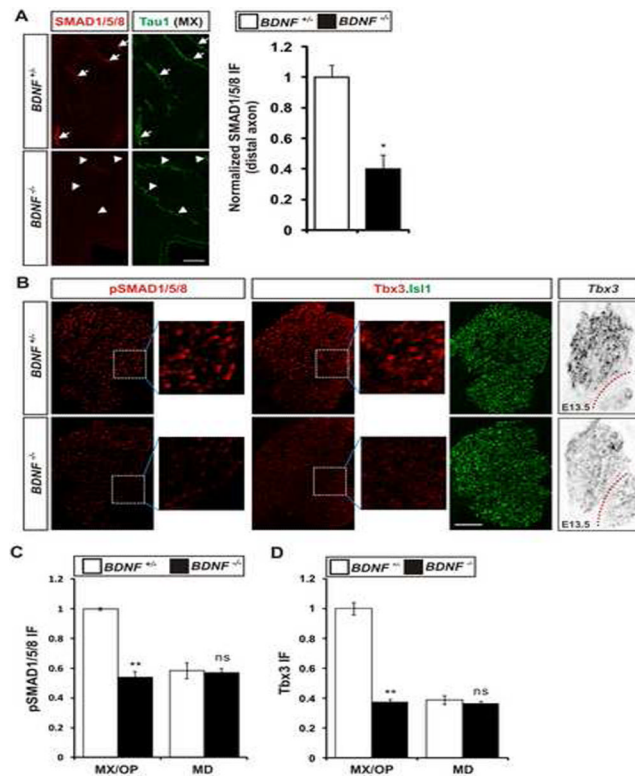 A
SMAD1/5/8
Tau1 (MX)
BDNF +/-
BDNF -/-
BDNF +/-
BDNF -/-
Normalized SMAD1/5/8 IF
(distal axon)
1.2
1
0.8
0.6
0.4
0.2
0
*
B
pSMAD1/5/8
Tbx3.Isl1
Tbx3
BDNF +/-
E13.5
BDNF -/-
E13.5
C
BDNF +/-
BDNF -/-
pSMAD1/5/8 IF
1.2
1
0.8
0.6
0.4
0.2
0
**
ns
MX/OP
MD
D
BDNF +/-
BDNF -/-
Tbx3 IF
1.2
1
0.8
0.6
0.4
0.2
0
**
ns
MX/OP
MD